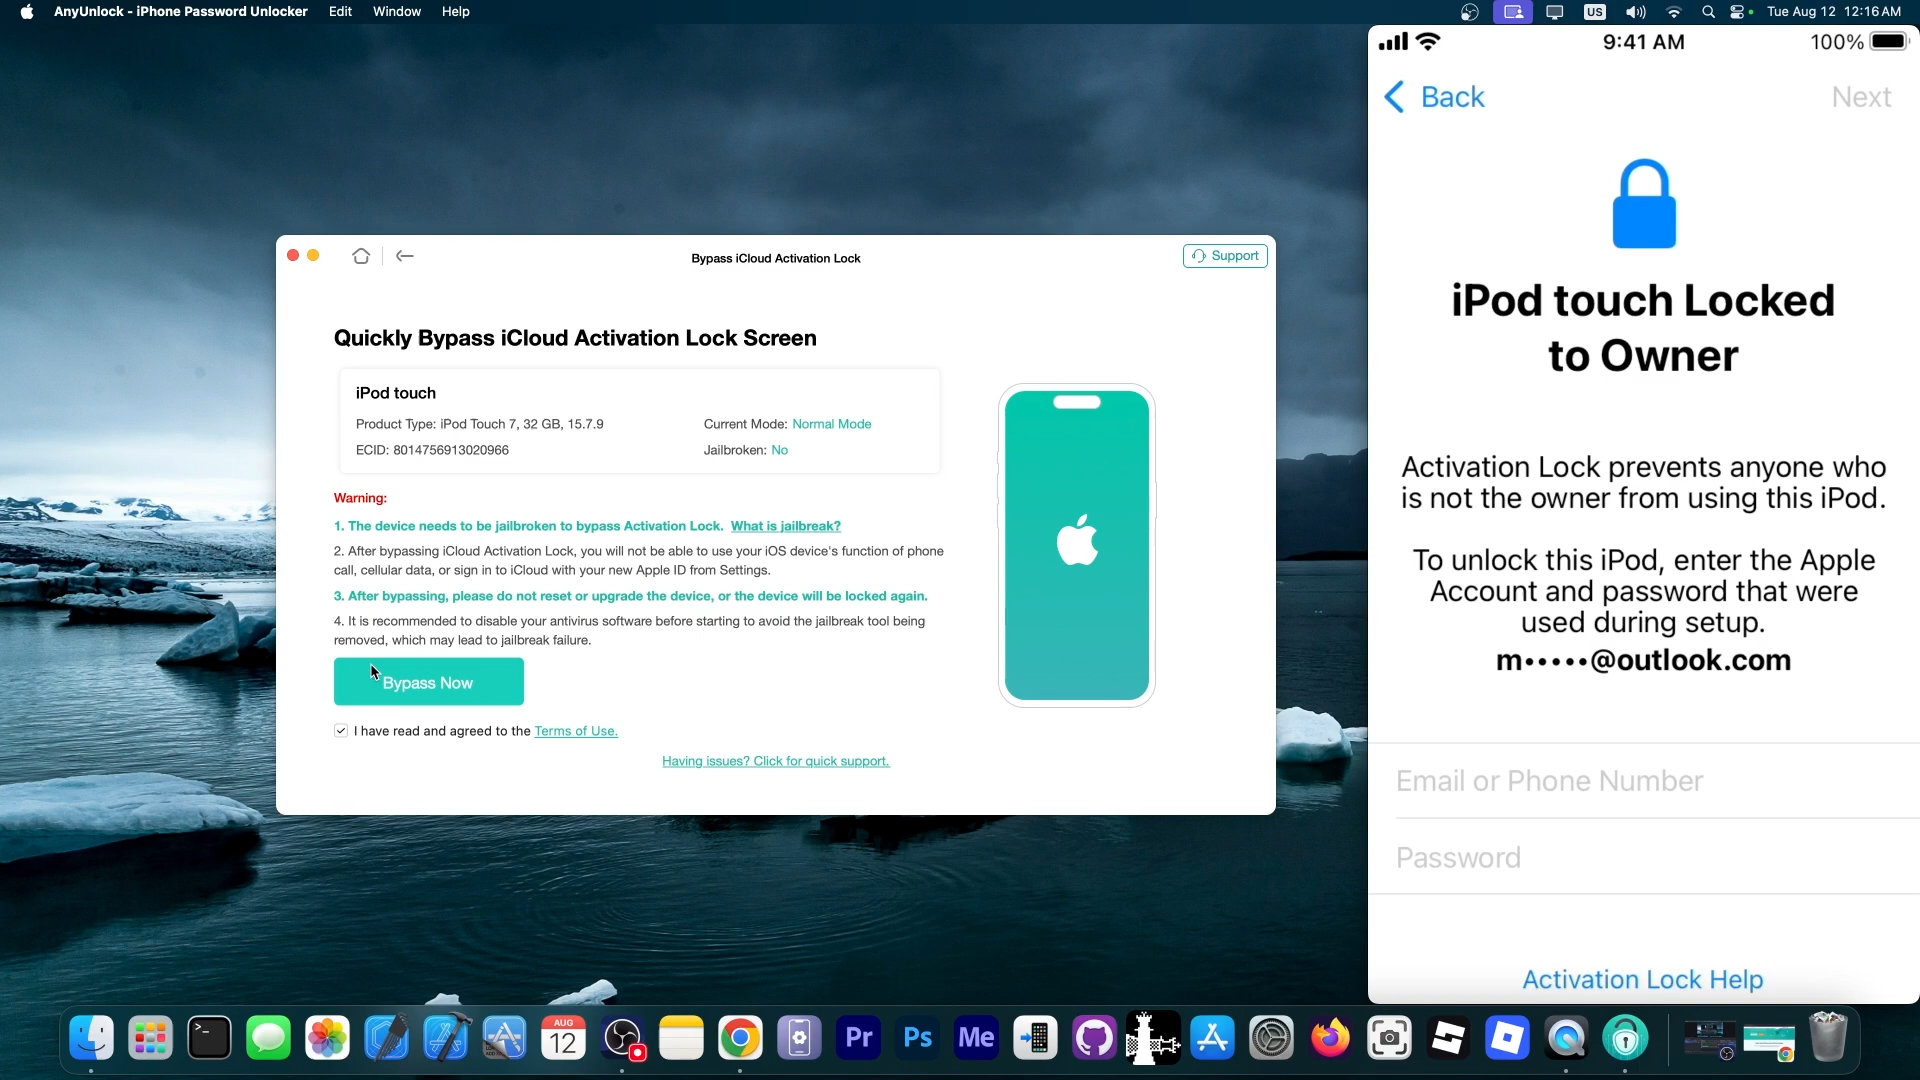 AnyUnlock - iPhone Password Unlocker Edit Window Help
US Tue Aug 12 12:16 AM
Bypass iCloud Activation Lock
Support
Quickly Bypass iCloud Activation Lock Screen
iPod touch
Product Type: iPod Touch 7, 32 GB, 15.7.9
Current Mode: Normal Mode
ECID: 8014756913020966
Jailbroken: No
Warning:
1. The device needs to be jailbroken to bypass Activation Lock. What is jailbreak?
2. After bypassing iCloud Activation Lock, you will not be able to use your iOS device's function of phone
call, cellular data, or sign in to iCloud with your new Apple ID from Settings.
3. After bypassing, please do not reset or upgrade the device, or the device will be locked again.
4. It is recommended to disable your antivirus software before starting to avoid the jailbreak tool being
removed, which may lead to jailbreak failure.
Bypass Now
I have read and agreed to the Terms of Use.
Having issues? Click for quick support.
9:41 AM 100%
Back Next
iPod touch Locked
to Owner
Activation Lock prevents anyone who
is not the owner from using this iPod.
To unlock this iPod, enter the Apple
Account and password that were
used during setup.
m•••••@outlook.com
Email or Phone Number
Password
Activation Lock Help
>_
AUG
12
Pr
Ps
Me